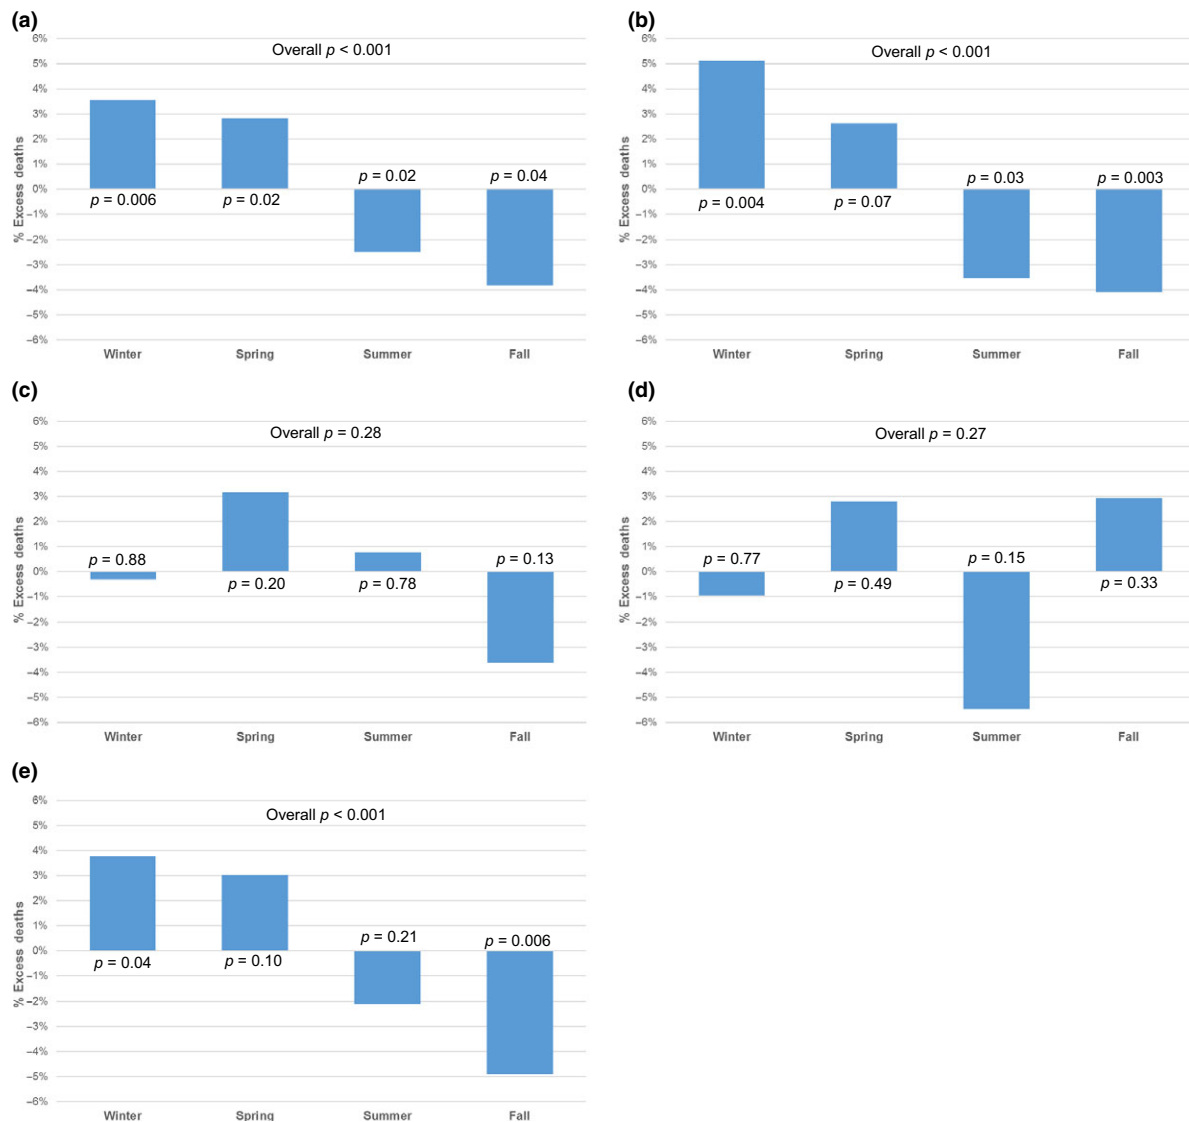 (a)
6%
5%
4%
3%
2%
1%
0%
–1%
–2%
–3%
–4%
–5%
–6%
% Excess deaths
Overall p < 0.001
p = 0.006
p = 0.02
p = 0.02
p = 0.04
Winter Spring Summer Fall
(b)
6%
5%
4%
3%
2%
1%
0%
–1%
–2%
–3%
–4%
–5%
–6%
% Excess deaths
Overall p < 0.001
p = 0.004
p = 0.07
p = 0.03
p = 0.003
Winter Spring Summer Fall
(c)
6%
5%
4%
3%
2%
1%
0%
–1%
–2%
–3%
–4%
–5%
–6%
% Excess deaths
Overall p = 0.28
p = 0.88
p = 0.20
p = 0.78
p = 0.13
Winter Spring Summer Fall
(d)
6%
5%
4%
3%
2%
1%
0%
–1%
–2%
–3%
–4%
–5%
–6%
% Excess deaths
Overall p = 0.27
p = 0.77
p = 0.49
p = 0.15
p = 0.33
Winter Spring Summer Fall
(e)
6%
5%
4%
3%
2%
1%
0%
–1%
–2%
–3%
–4%
–5%
–6%
% Excess deaths
Overall p < 0.001
p = 0.04
p = 0.10
p = 0.21
p = 0.006
Winter Spring Summer Fall